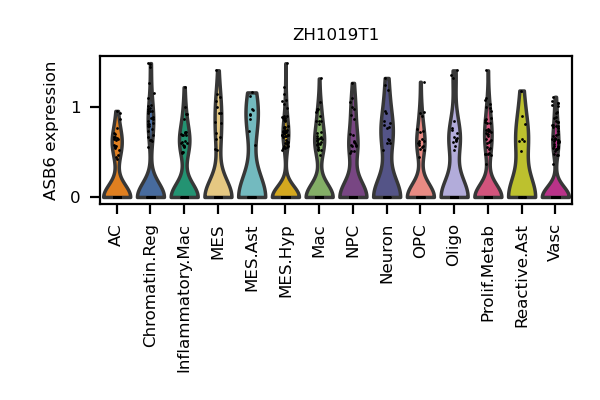 ZH1019T1
ASB6 expression
1
0
AC
Chromatin.Reg
Inflammatory.Mac
MES
MES.Ast
MES.Hyp
Mac
NPC
Neuron
OPC
Oligo
Prolif.Metab
Reactive.Ast
Vasc